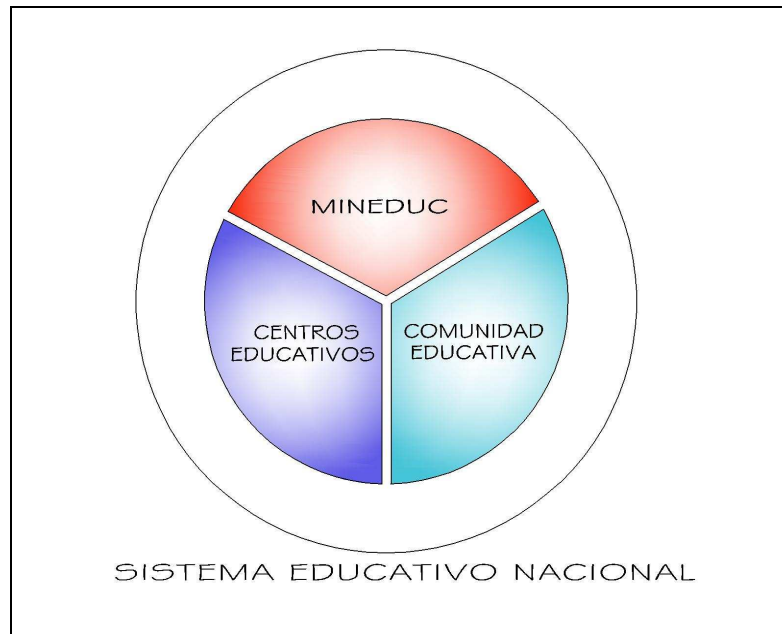 MINEDUC
CENTROS
EDUCATIVOS
COMUNIDAD
EDUCATIVA
SISTEMA EDUCATIVO NACIONAL